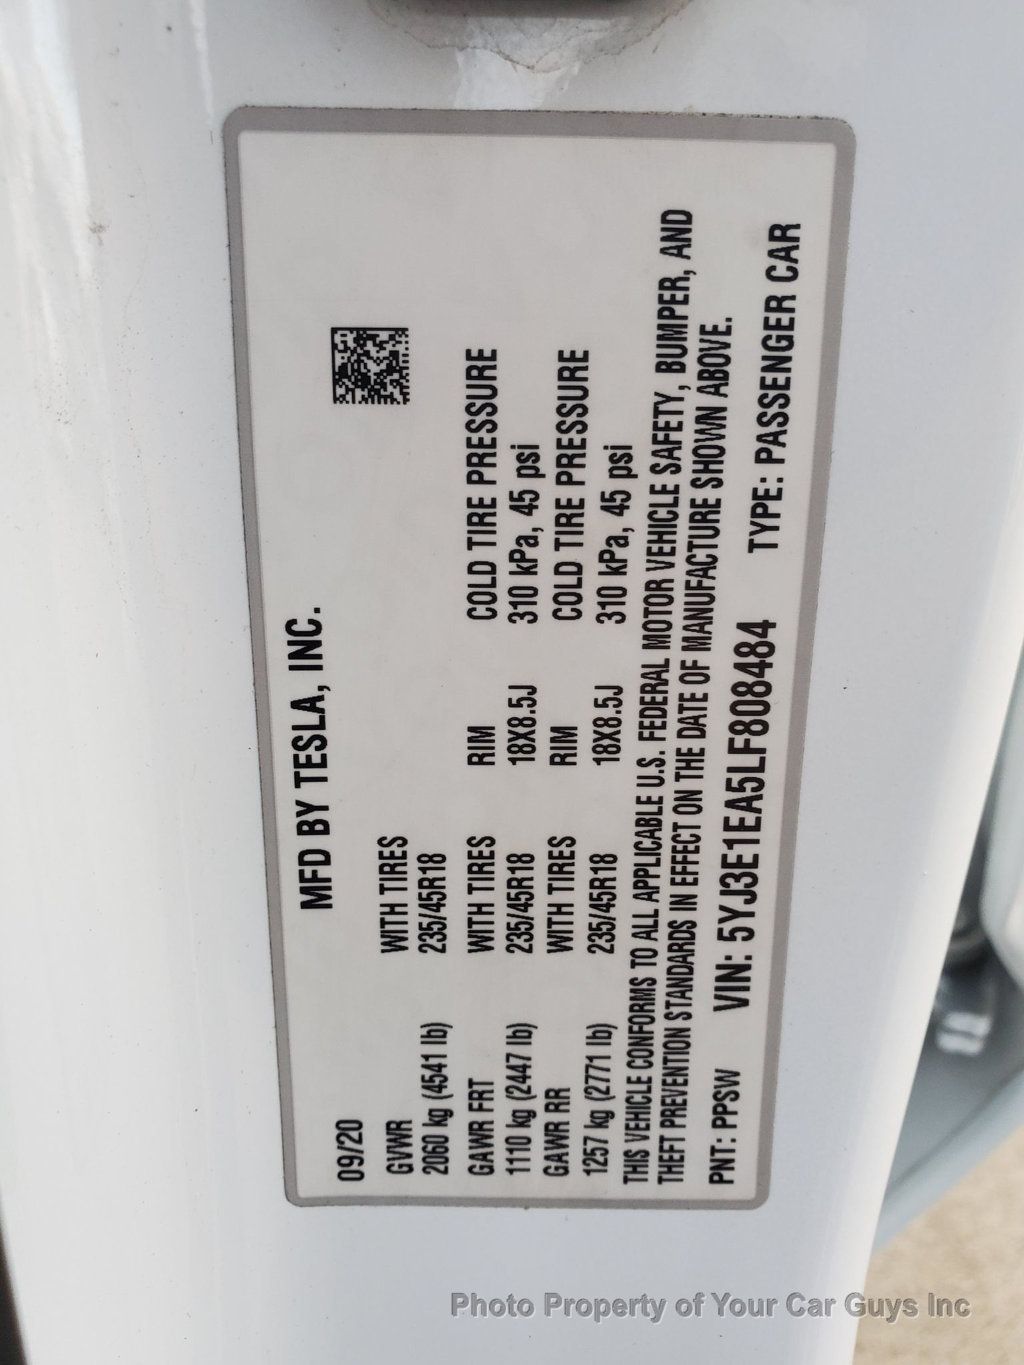 MFD BY TESLA, INC.
09/20
GVWR WITH TIRES
2060 kg (4541 lb) 235/45R18
GAWR FRT WITH TIRES RIM COLD TIRE PRESSURE
1110 kg (2447 lb) 235/45R18 18X8.5J 310 kPa, 45 psi
GAWR RR WITH TIRES RIM COLD TIRE PRESSURE
1257 kg (2771 lb) 235/45R18 18X8.5J 310 kPa, 45 psi
THIS VEHICLE CONFORMS TO ALL APPLICABLE U.S. FEDERAL MOTOR VEHICLE SAFETY, BUMPER, AND
THEFT PREVENTION STANDARDS IN EFFECT ON THE DATE OF MANUFACTURE SHOWN ABOVE.
PNT: PPSW VIN: 5YJ3E1EA5LF808484 TYPE: PASSENGER CAR
Photo Property of Your Car Guys Inc